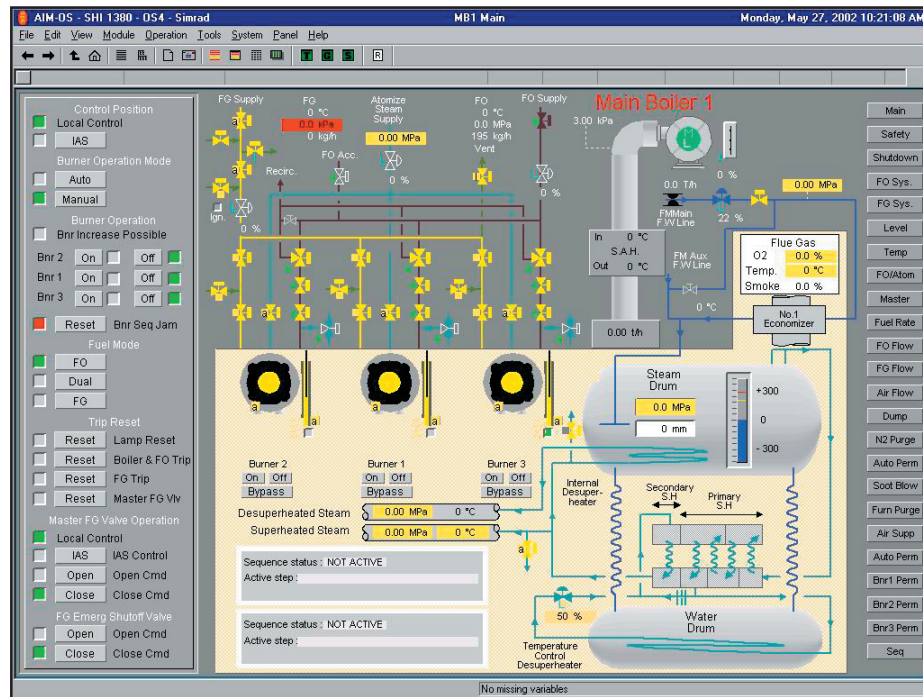 AIM-OS - SHI 1380 - OS4 - Simrad MB1 Main Monday, May 27, 2002 10:21:08 AM
File Edit View Module Operation Tools System Panel Help
T G S R
Control Position
Local Control
IAS
Burner Operation Mode
Auto
Manual
Burner Operation
Bnr Increase Possible
Bnr 2 On Off
Bnr 1 On Off
Bnr 3 On Off
Reset Bnr Seq Jam
Fuel Mode
FO
Dual
FG
Trip Reset
Reset Lamp Reset
Reset Boiler & FO Trip
Reset FG Trip
Reset Master FG Vlv
Master FG Valve Operation
Local Control
IAS IAS Control
Open Open Cmd
Close Close Cmd
FG Emerg Shutoff Valve
Open Open Cmd
Close Close Cmd
FG Supply
FG
0 °C
0.0 kPa
0 kg/h
Atomize
Steam
Supply
0.00 MPa
FO
0 °C
0.0 MPa
195 kg/h
Vent
FO Supply
Recirc.
FO Acc.
0 %
0 %
0 %
Ign.
0 %
Main Boiler 1
3.00 kPa
M
L
0 %
0.0 T/h
FMMain
F.W Line
L
22 %
0.00 MPa
In 0 °C
S.A.H.
Out 0 °C
FM Aux
F.W Line
0 °C
0.00 t/h
Flue Gas
O2 0.0 %
Temp. 0 °C
Smoke 0.0 %
No.1
Economizer
Steam
Drum
0.0 MPa
0 mm
+300
0
- 300
a a a
a a a
Burner 2
On Off
Bypass
Burner 1
On Off
Bypass
Burner 3
On Off
Bypass
Internal
Desuper-
heater
Desuperheated Steam 0.00 MPa 0 °C
Superheated Steam 0.00 MPa 0 °C
a
Secondary
S.H
Primary
S.H
Sequence status : NOT ACTIVE
Active step :
Sequence status : NOT ACTIVE
Active step :
L
50 %
Temperature
Control
Desuperheater
Water
Drum
Main
Safety
Shutdown
FO Sys.
FG Sys.
Level
Temp
FO/Atom
Master
Fuel Rate
FO Flow
FG Flow
Air Flow
Dump
N2 Purge
Auto Perm
Soot Blow
Furn Purge
Air Supp
Auto Perm
Bnr1 Perm
Bnr2 Perm
Bnr3 Perm
Seq
No missing variables